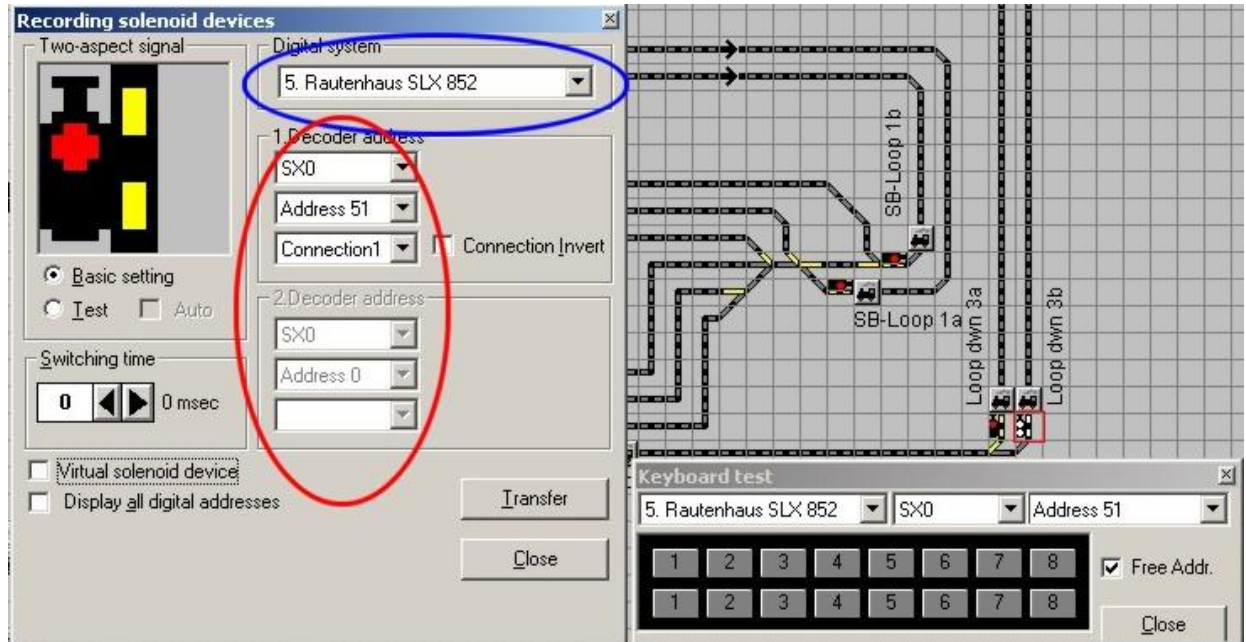 Recording solenoid devices
Two-aspect signal
Basic setting
Test Auto
Switching time
0 0 msec
Virtual solenoid device
Display all digital addresses
Digital system
5. Rautenhaus SLX 852
1.Decoder address
SX0
Address 51
Connection1 Connection Invert
2.Decoder address
SX0
Address 0
Transfer
Close
SB-Loop 1b
SB-Loop 1a
Loop dwn 3a
Loop dwn 3b
Keyboard test
5. Rautenhaus SLX 852 SX0 Address 51
1 2 3 4 5 6 7 8
Free Addr.
1 2 3 4 5 6 7 8
Close